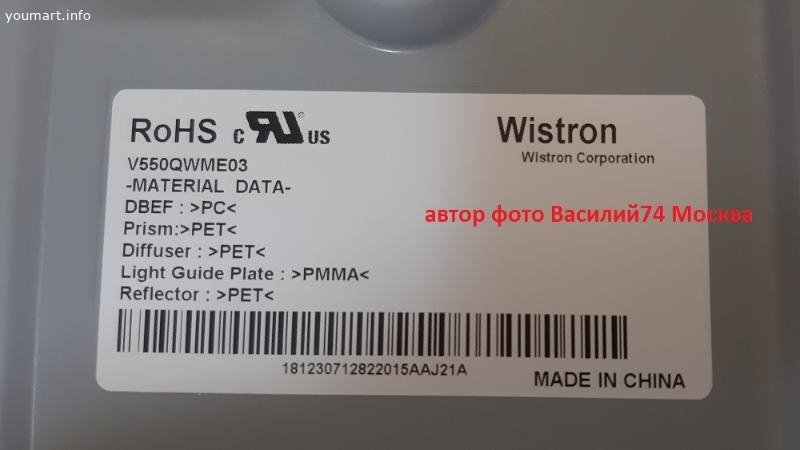 youmart.info
RoHS c RU US
Wistron
Wistron Corporation
V550QWME03
-MATERIAL DATA-
DBEF : >PC<
автор фото Василий74 Москва
Prism:>PET<
Diffuser : >PET<
Light Guide Plate : >PMMA<
Reflector : >PET<
181230712822015AAJ21A
MADE IN CHINA